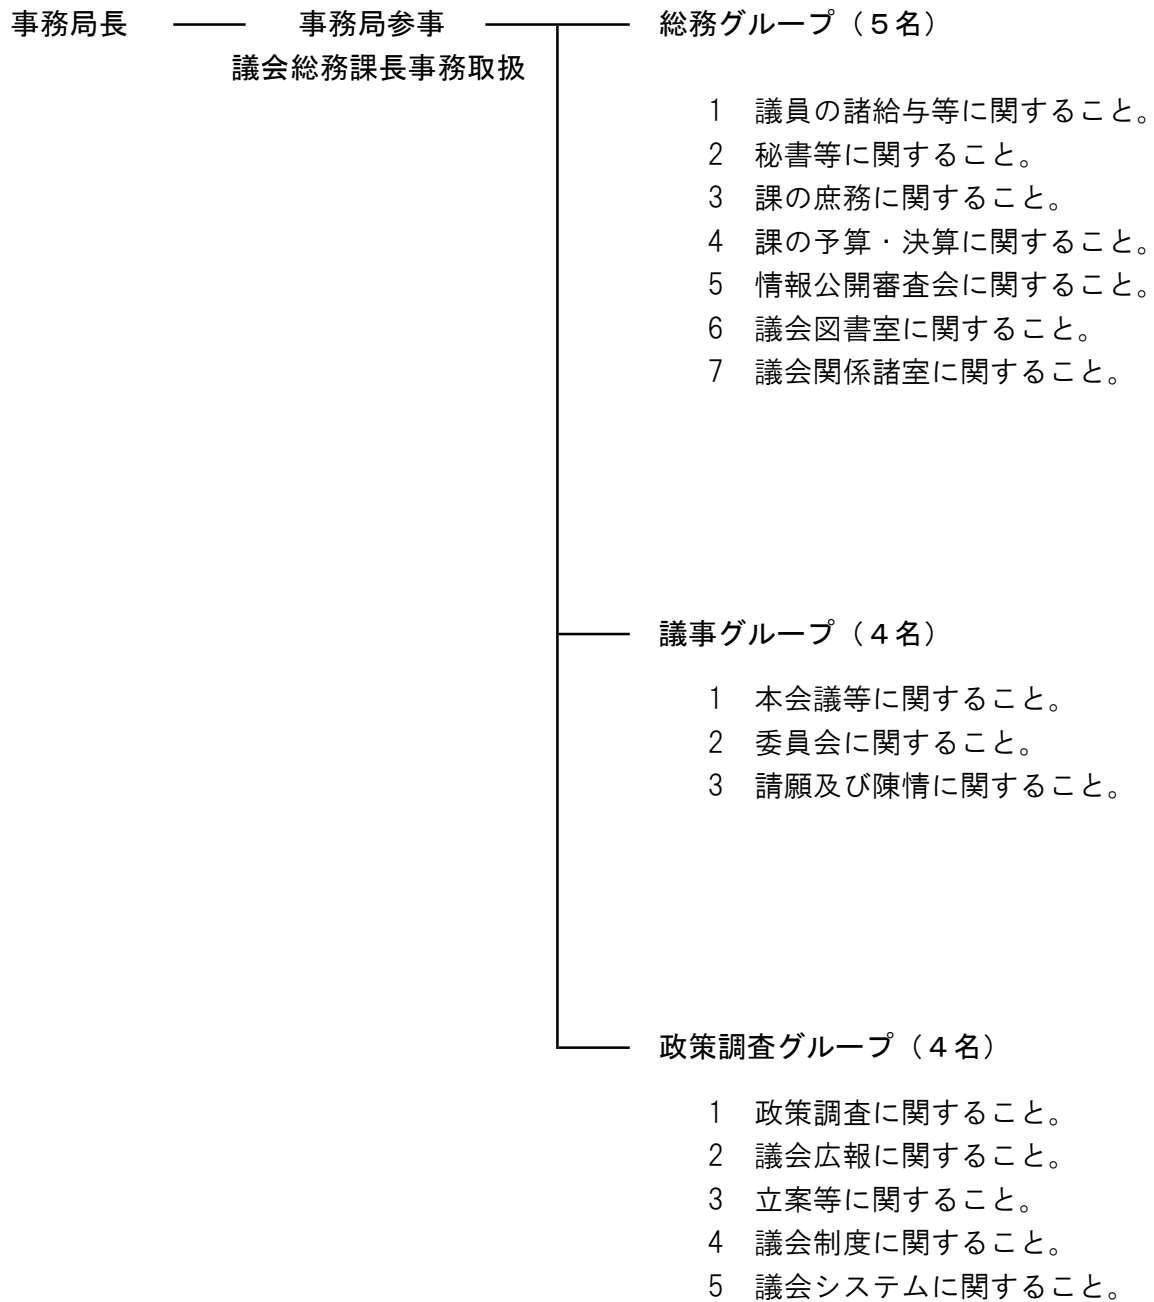 事務局長 事務局参事 総務グループ（５名）
議会総務課長事務取扱
1 議員の諸給与等に関すること。
2 秘書等に関すること。
3 課の庶務に関すること。
4 課の予算・決算に関すること。
5 情報公開審査会に関すること。
6 議会図書室に関すること。
7 議会関係諸室に関すること。
議事グループ（４名）
1 本会議等に関すること。
2 委員会に関すること。
3 請願及び陳情に関すること。
政策調査グループ（４名）
1 政策調査に関すること。
2 議会広報に関すること。
3 立案等に関すること。
4 議会制度に関すること。
5 議会システムに関すること。